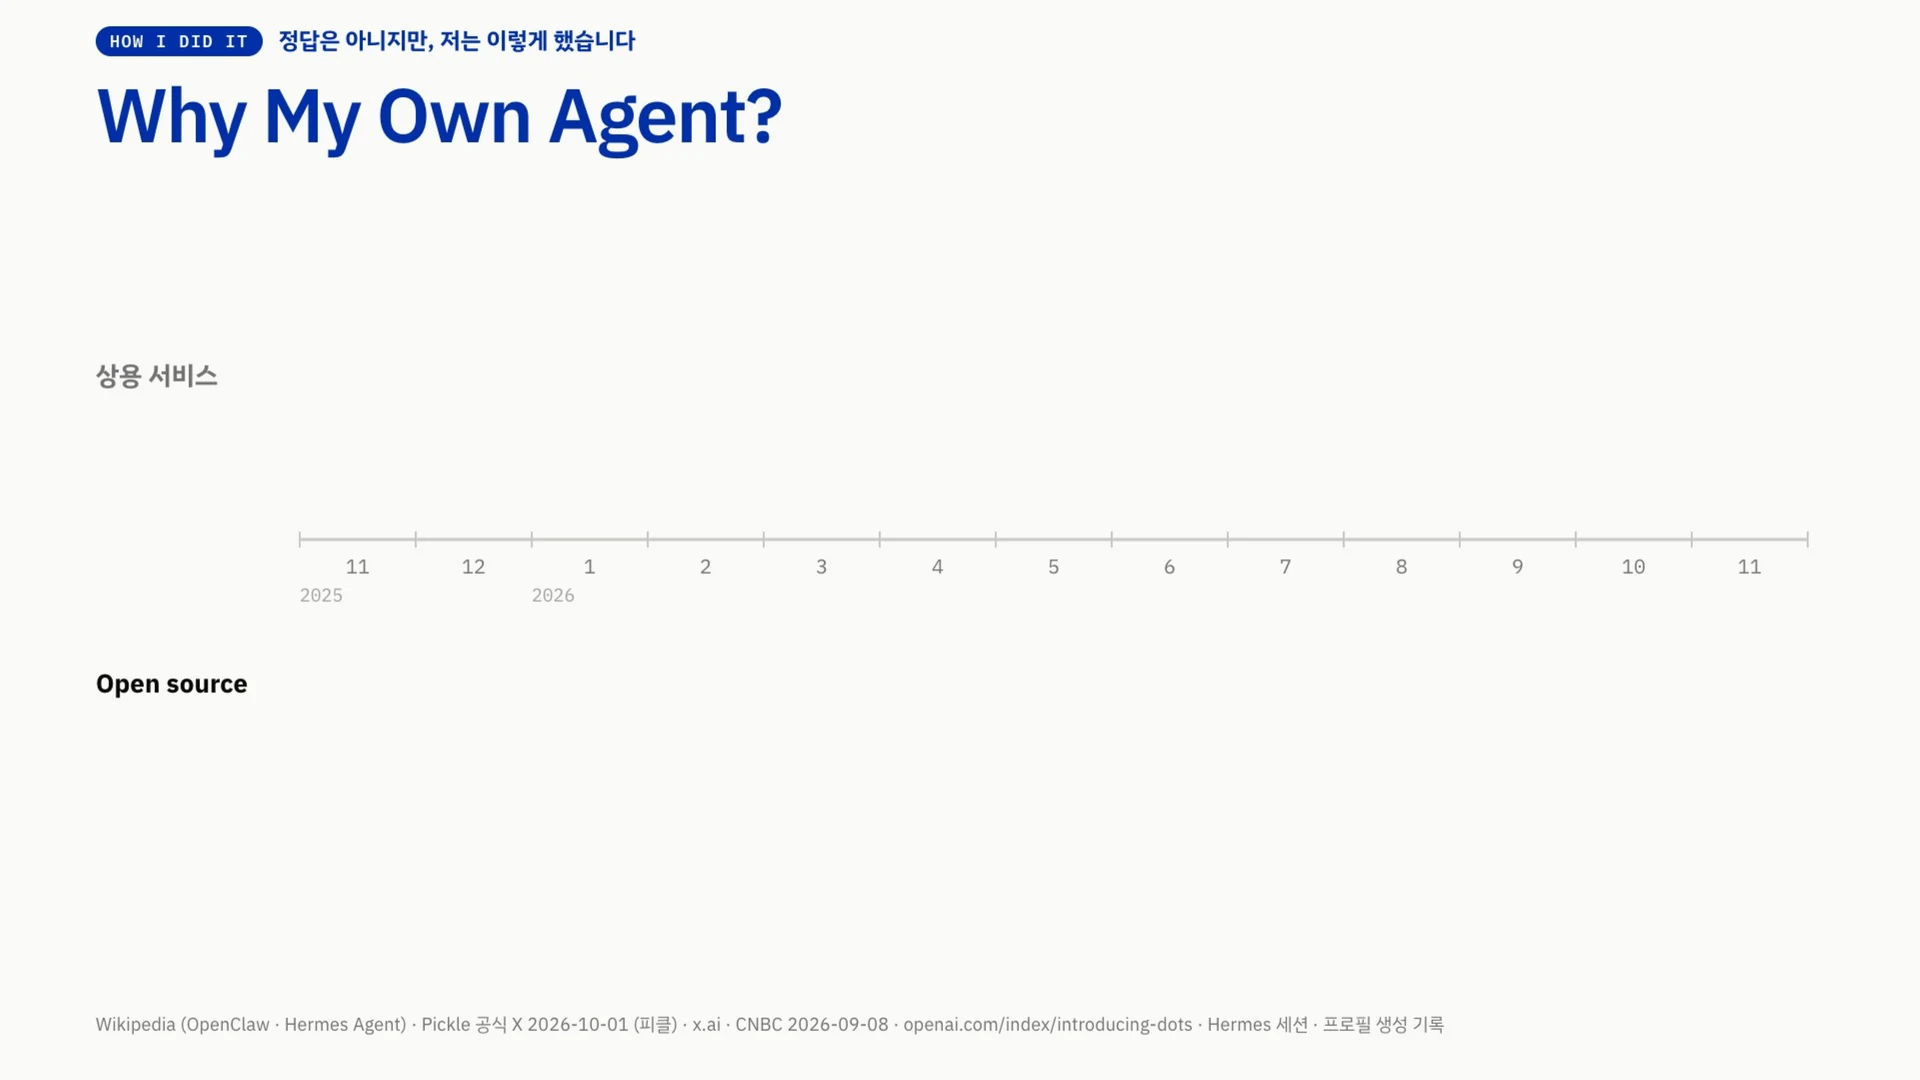 HOW I DID IT 정답은 아니지만, 저는 이렇게 했습니다
Why My Own Agent?
상용 서비스
11 12 1 2 3 4 5 6 7 8 9 10 11
2025 2026
Open source
Wikipedia (OpenClaw · Hermes Agent) · Pickle 공식 X 2026-10-01 (피클) · x.ai · CNBC 2026-09-08 · openai.com/index/introducing-dots · Hermes 세션 · 프로필 생성 기록